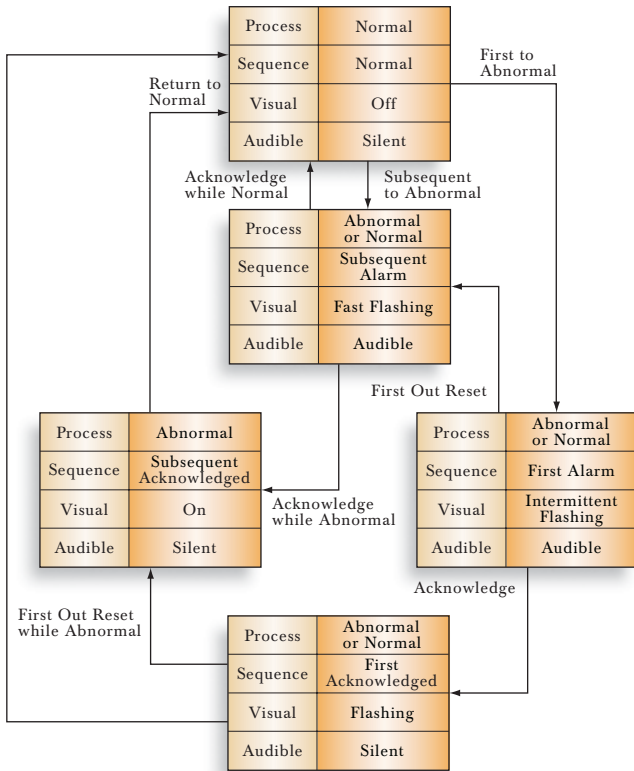 Process Normal
Sequence Normal
Visual Off
Audible Silent
First to
Abnormal
Return to
Normal
Acknowledge
while Normal
Subsequent
to Abnormal
Process Abnormal
or Normal
Sequence Subsequent
Alarm
Visual Fast Flashing
Audible Audible
First Out Reset
Process Abnormal
Sequence Subsequent
Acknowledged
Visual On
Audible Silent
Acknowledge
while Abnormal
Process Abnormal
or Normal
Sequence First Alarm
Visual Intermittent
Flashing
Audible Audible
Acknowledge
First Out Reset
while Abnormal
Process Abnormal
or Normal
Sequence First
Acknowledged
Visual Flashing
Audible Silent